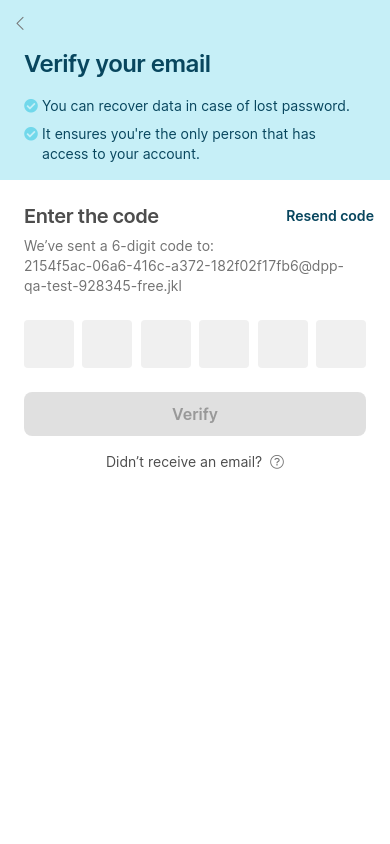 Verify your email
You can recover data in case of lost password.
It ensures you're the only person that has
access to your account.
Enter the code
Resend code
We’ve sent a 6-digit code to:
2154f5ac-06a6-416c-a372-182f02f17fb6@dpp-
qa-test-928345-free.jkl
Verify
Didn’t receive an email?